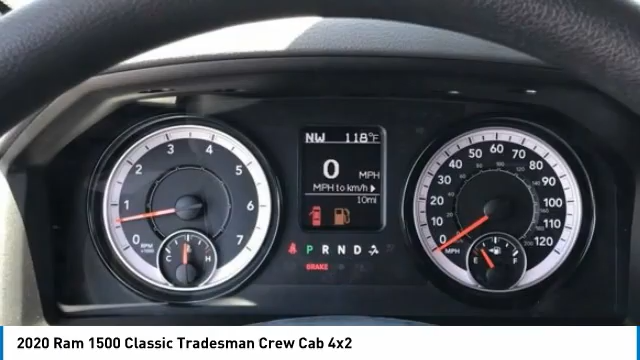 NW 118°F
0 MPH
MPH to km/h
10mi
P R N D
BRAKE
0 1 2 3 4 5 6 7
RPM
x1000
C H
0 20 30 40 50 60 70 80 90 100 110 120
MPH
E F
2020 Ram 1500 Classic Tradesman Crew Cab 4x2